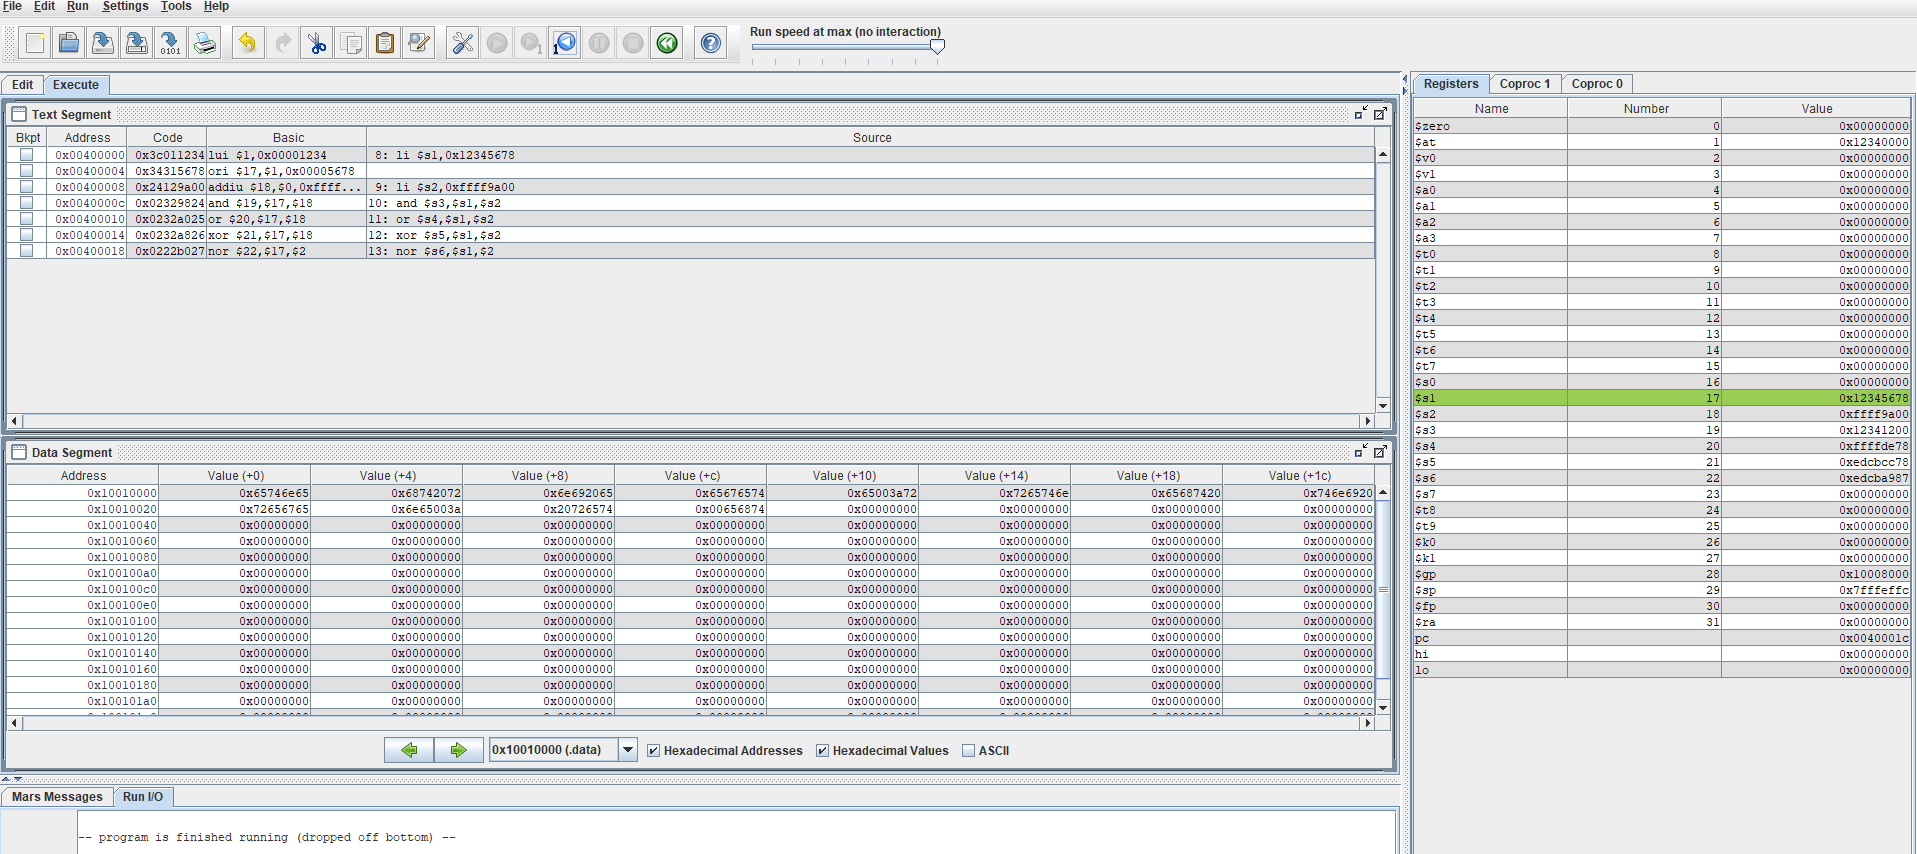 File Edit Run Settings Tools Help
Run speed at max (no interaction)
Edit Execute
Text Segment
Bkpt Address Code Basic Source
0x00400000 0x3c011234 lui $1,0x00001234 8: li $s1,0x12345678
0x00400004 0x34315678 ori $17,$1,0x00005678
0x00400008 0x24129a00 addiu $18,$0,0xffff... 9: li $s2,0xffff9a00
0x0040000c 0x02329824 and $19,$17,$18 10: and $s3,$s1,$s2
0x00400010 0x0232a025 or $20,$17,$18 11: or $s4,$s1,$s2
0x00400014 0x0232a826 xor $21,$17,$18 12: xor $s5,$s1,$s2
0x00400018 0x0222b027 nor $22,$17,$2 13: nor $s6,$s1,$2
Data Segment
Address Value (+0) Value (+4) Value (+8) Value (+c) Value (+10) Value (+14) Value (+18) Value (+1c)
0x10010000 0x65746e65 0x68742072 0x6e692065 0x65676574 0x65003a72 0x7265746e 0x65687420 0x746e6920
0x10010020 0x72656765 0x6e65003a 0x20726574 0x00656874 0x00000000 0x00000000 0x00000000 0x00000000
0x10010040 0x00000000 0x00000000 0x00000000 0x00000000 0x00000000 0x00000000 0x00000000 0x00000000
0x10010060 0x00000000 0x00000000 0x00000000 0x00000000 0x00000000 0x00000000 0x00000000 0x00000000
0x10010080 0x00000000 0x00000000 0x00000000 0x00000000 0x00000000 0x00000000 0x00000000 0x00000000
0x100100a0 0x00000000 0x00000000 0x00000000 0x00000000 0x00000000 0x00000000 0x00000000 0x00000000
0x100100c0 0x00000000 0x00000000 0x00000000 0x00000000 0x00000000 0x00000000 0x00000000 0x00000000
0x100100e0 0x00000000 0x00000000 0x00000000 0x00000000 0x00000000 0x00000000 0x00000000 0x00000000
0x10010100 0x00000000 0x00000000 0x00000000 0x00000000 0x00000000 0x00000000 0x00000000 0x00000000
0x10010120 0x00000000 0x00000000 0x00000000 0x00000000 0x00000000 0x00000000 0x00000000 0x00000000
0x10010140 0x00000000 0x00000000 0x00000000 0x00000000 0x00000000 0x00000000 0x00000000 0x00000000
0x10010160 0x00000000 0x00000000 0x00000000 0x00000000 0x00000000 0x00000000 0x00000000 0x00000000
0x10010180 0x00000000 0x00000000 0x00000000 0x00000000 0x00000000 0x00000000 0x00000000 0x00000000
0x100101a0 0x00000000 0x00000000 0x00000000 0x00000000 0x00000000 0x00000000 0x00000000 0x00000000
0x10010000 (.data) Hexadecimal Addresses Hexadecimal Values ASCII
Mars Messages Run I/O
-- program is finished running (dropped off bottom) --
Registers Coproc 1 Coproc 0
Name Number Value
$zero 0 0x00000000
$at 1 0x12340000
$v0 2 0x00000000
$v1 3 0x00000000
$a0 4 0x00000000
$a1 5 0x00000000
$a2 6 0x00000000
$a3 7 0x00000000
$t0 8 0x00000000
$t1 9 0x00000000
$t2 10 0x00000000
$t3 11 0x00000000
$t4 12 0x00000000
$t5 13 0x00000000
$t6 14 0x00000000
$t7 15 0x00000000
$s0 16 0x00000000
$s1 17 0x12345678
$s2 18 0xffff9a00
$s3 19 0x12341200
$s4 20 0xffffde78
$s5 21 0xedcbcc78
$s6 22 0xedcba987
$s7 23 0x00000000
$t8 24 0x00000000
$t9 25 0x00000000
$k0 26 0x00000000
$k1 27 0x00000000
$gp 28 0x10008000
$sp 29 0x7fffeffc
$fp 30 0x00000000
$ra 31 0x00000000
pc 0x0040001c
hi 0x00000000
lo 0x00000000